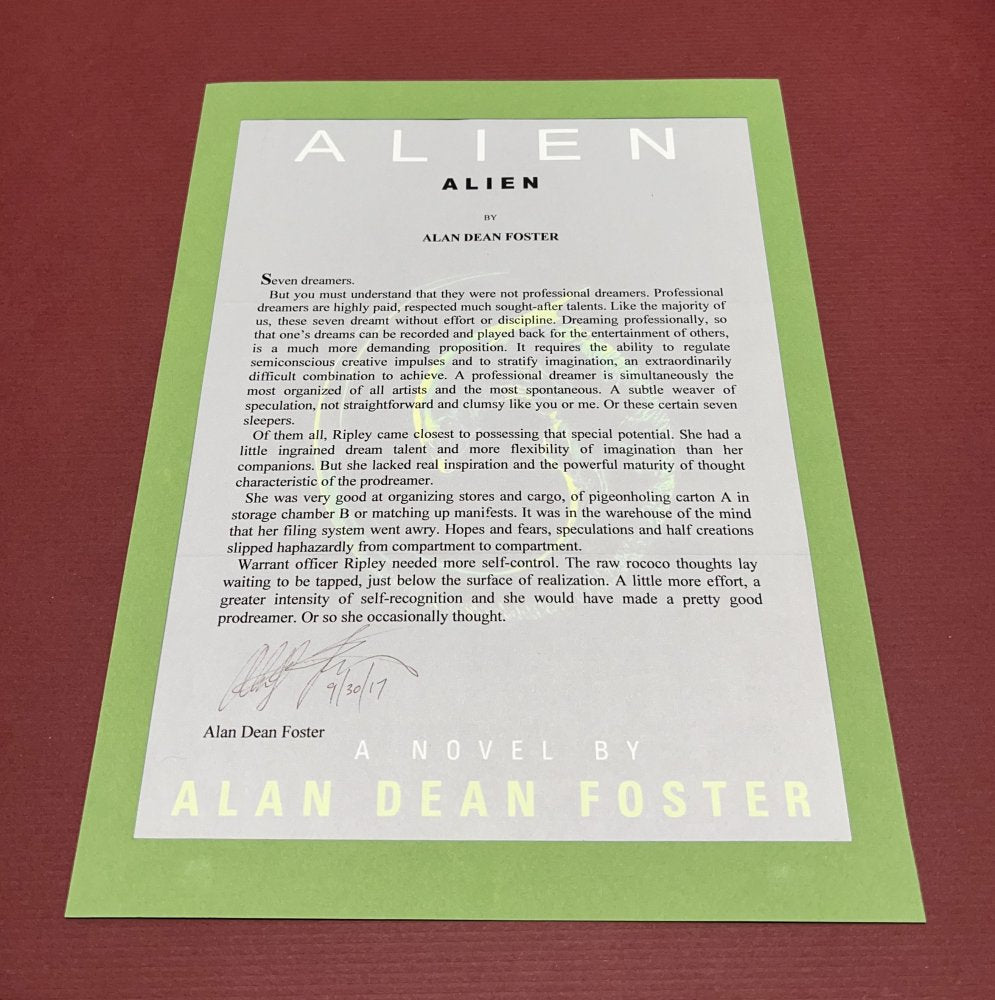 ALIEN
ALIEN
BY
ALAN DEAN FOSTER
Seven dreamers.
But you must understand that they were not professional dreamers. Professional
dreamers are highly paid, respected much sought-after talents. Like the majority of
us, these seven dreamt without effort or discipline. Dreaming professionally, so
that one's dreams can be recorded and played back for the entertainment of others,
is a much more demanding proposition. It requires the ability to regulate
semiconscious creative impulses and to stratify imagination, an extraordinarily
difficult combination to achieve. A professional dreamer is simultaneously the
most organized of all artists and the most spontaneous. A subtle weaver of
speculation, not straightforward and clumsy like you or me. Or these certain seven
sleepers.
Of them all, Ripley came closest to possessing that special potential. She had a
little ingrained dream talent and more flexibility of imagination than her
companions. But she lacked real inspiration and the powerful maturity of thought
characteristic of the prodreamer.
She was very good at organizing stores and cargo, of pigeonholing carton A in
storage chamber B or matching up manifests. It was in the warehouse of the mind
that her filing system went awry. Hopes and fears, speculations and half creations
slipped haphazardly from compartment to compartment.
Warrant officer Ripley needed more self-control. The raw rococo thoughts lay
waiting to be tapped, just below the surface of realization. A little more effort, a
greater intensity of self-recognition and she would have made a pretty good
prodreamer. Or so she occasionally thought.
9/30/17
Alan Dean Foster
A NOVEL BY
ALAN DEAN FOSTER